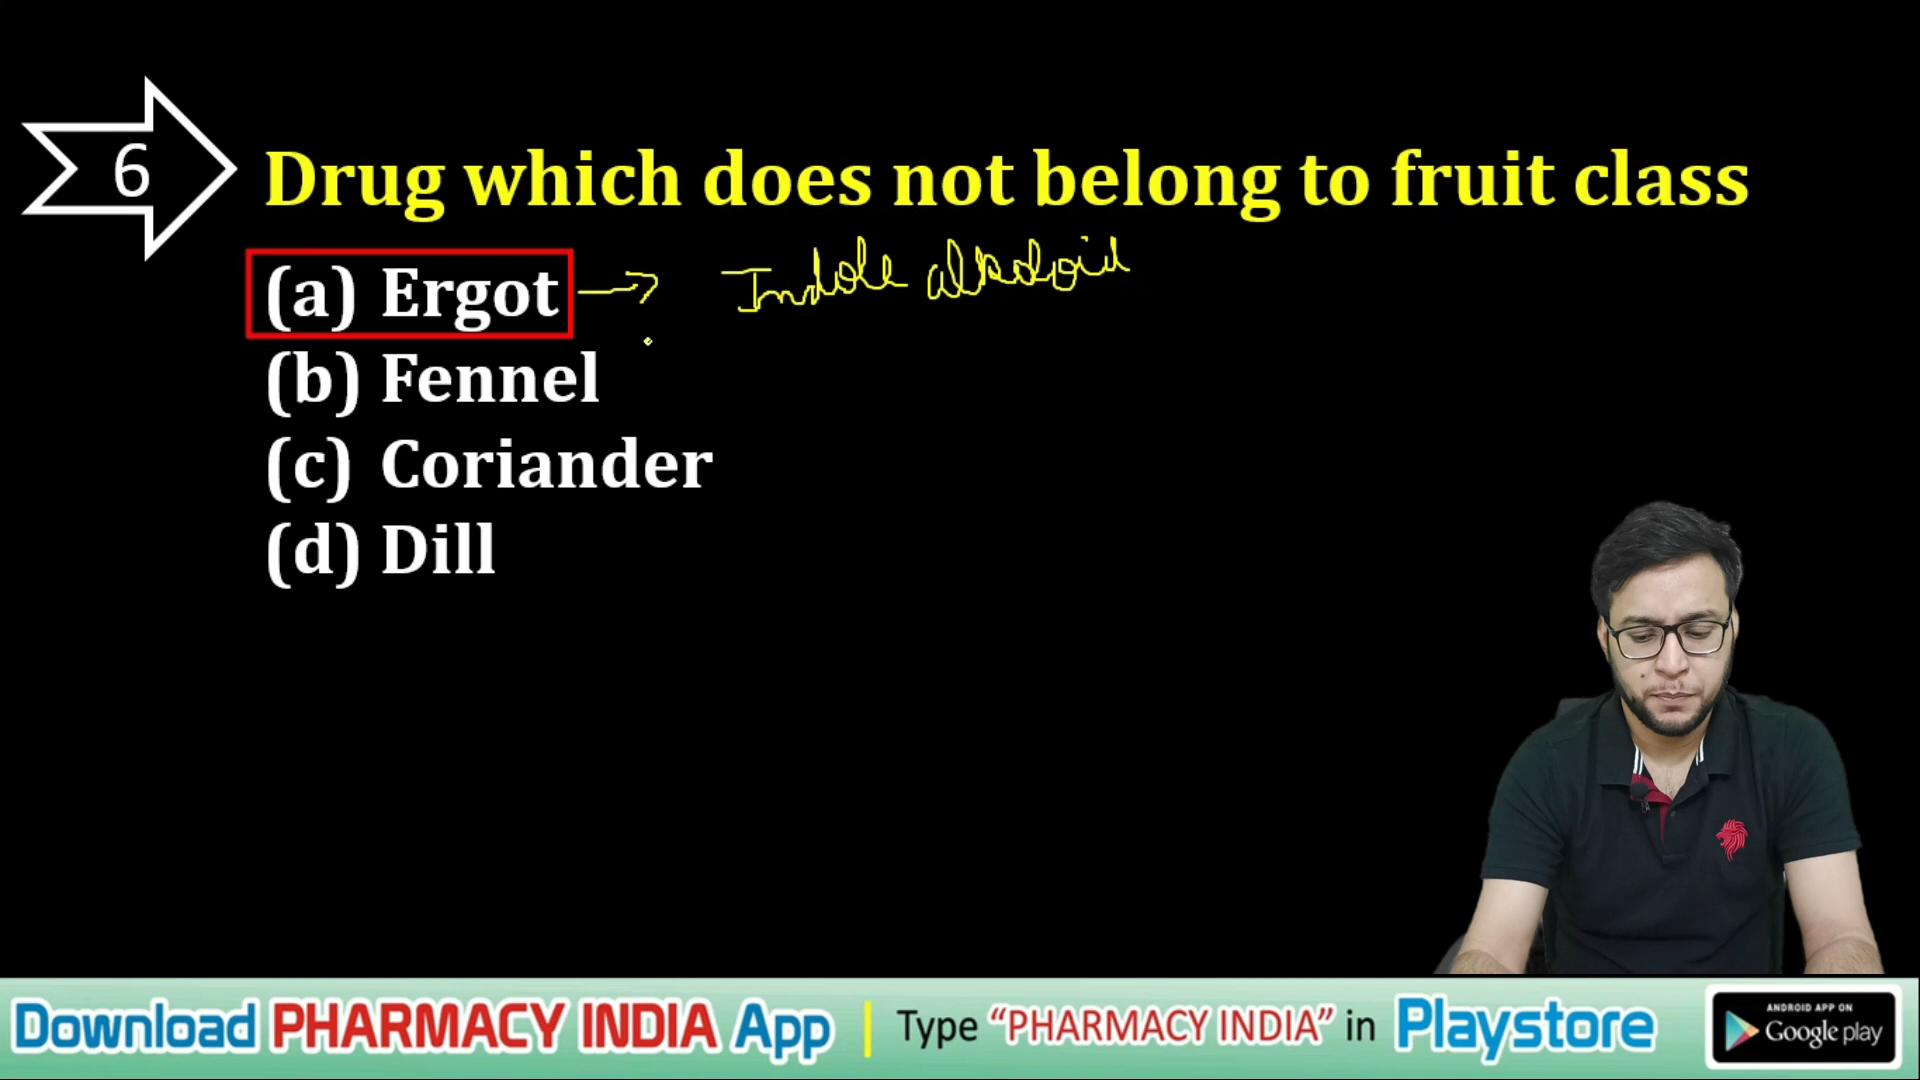 6
Drug which does not belong to fruit class
(a) Ergot → Indole alkaloid
(b) Fennel
(c) Coriander
(d) Dill
Download PHARMACY INDIA App | Type “PHARMACY INDIA” in Playstore
ANDROID APP ON
Google play